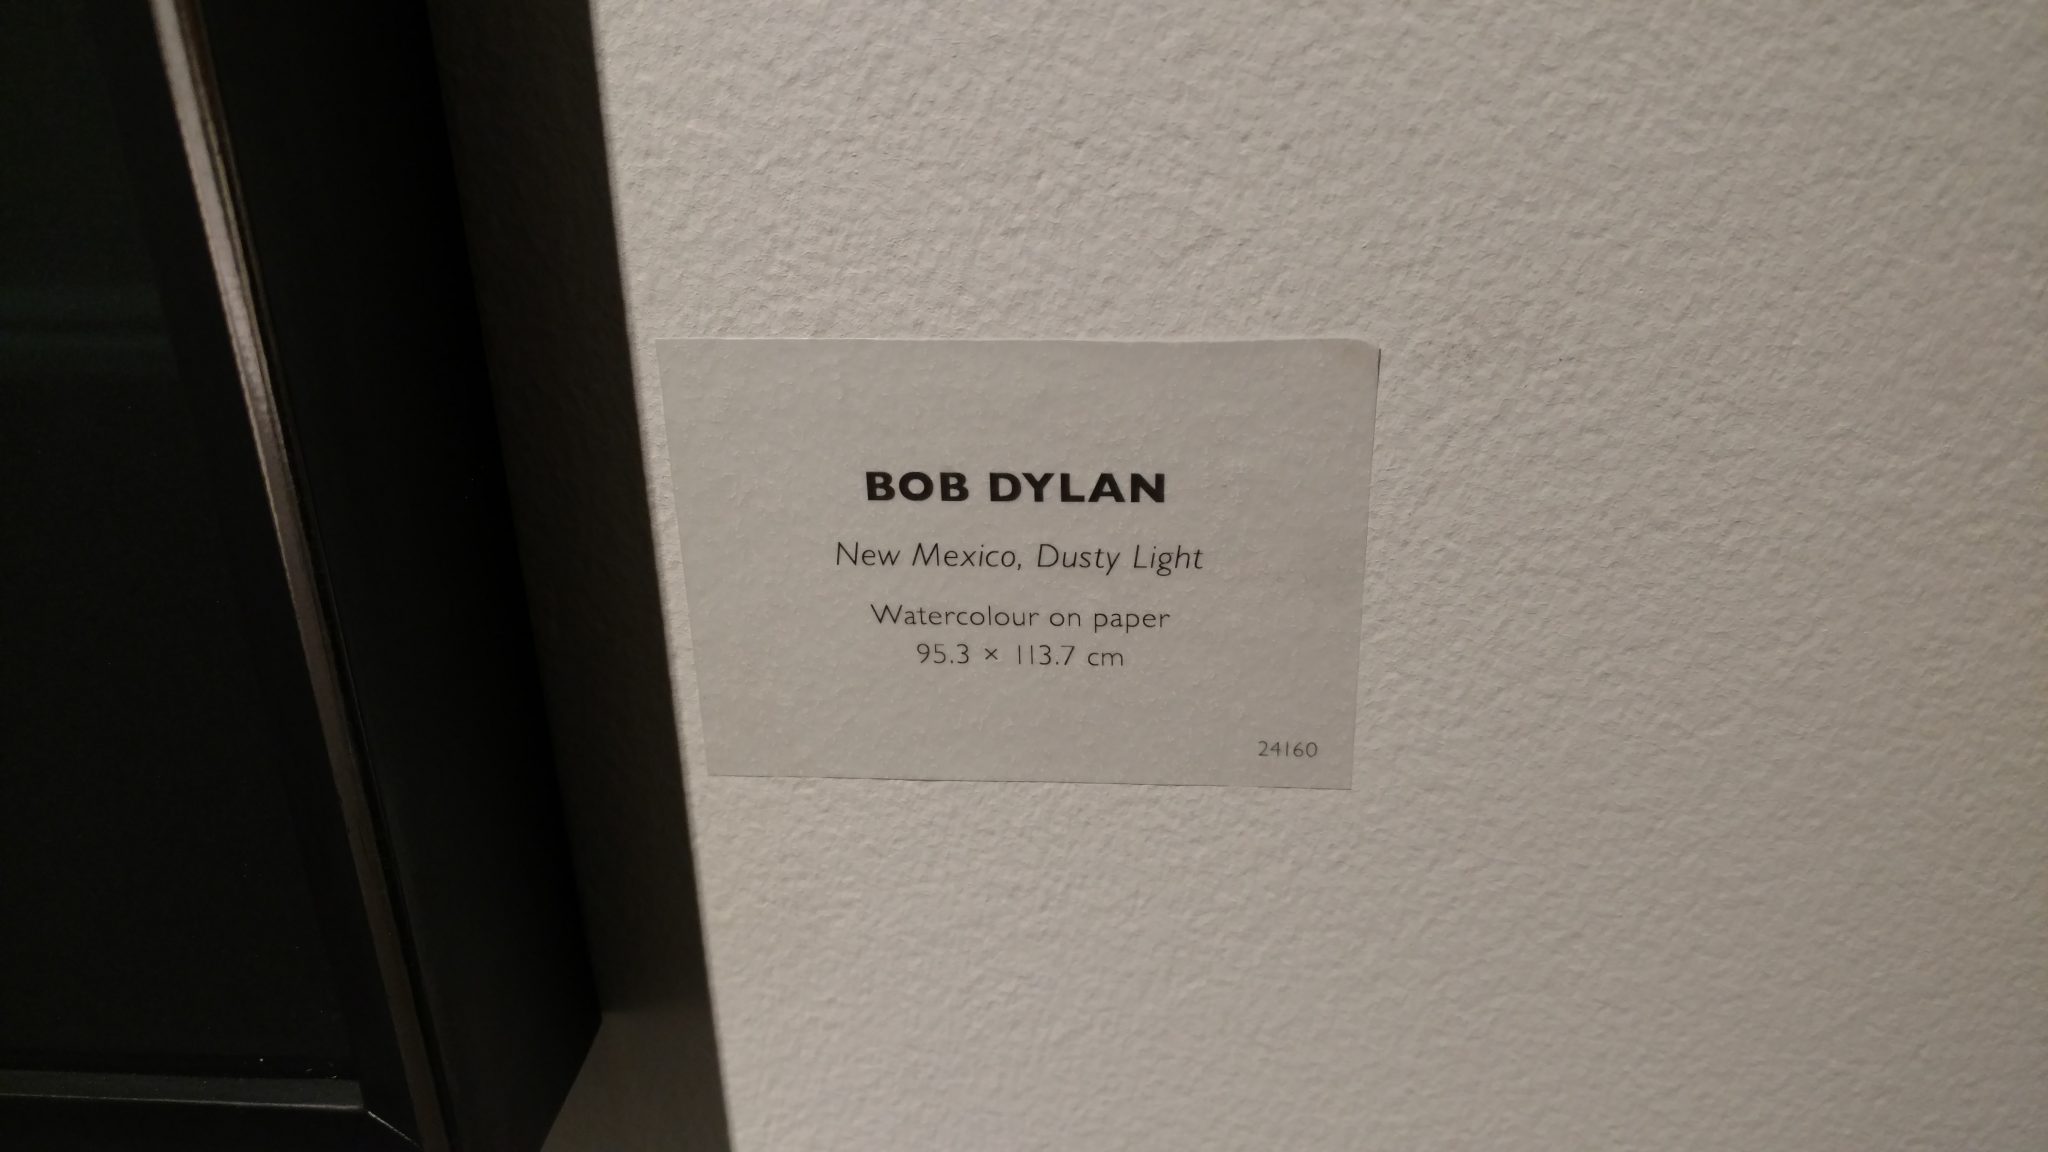 BOB DYLAN
New Mexico, Dusty Light
Watercolour on paper
95.3 × 113.7 cm
24160